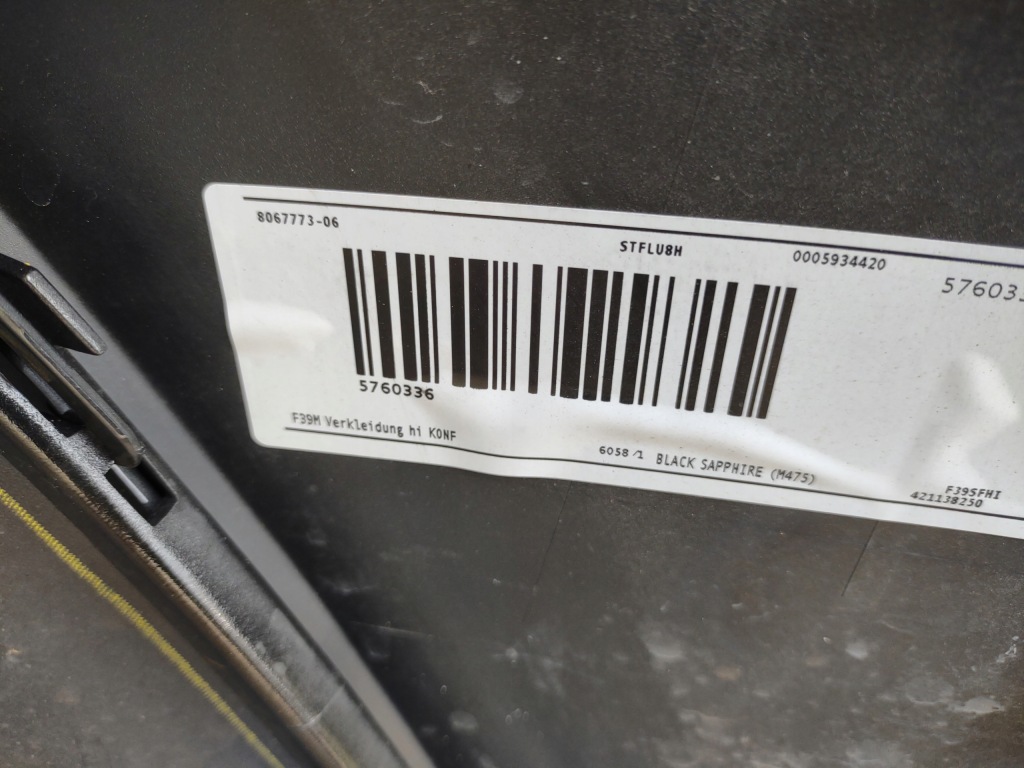 8067773-06
STFLU8H
0005934420
5760336
F39M Verkleidung hi KONF
6058 /1 BLACK SAPPHIRE (M475)
F39SFHI
421138250